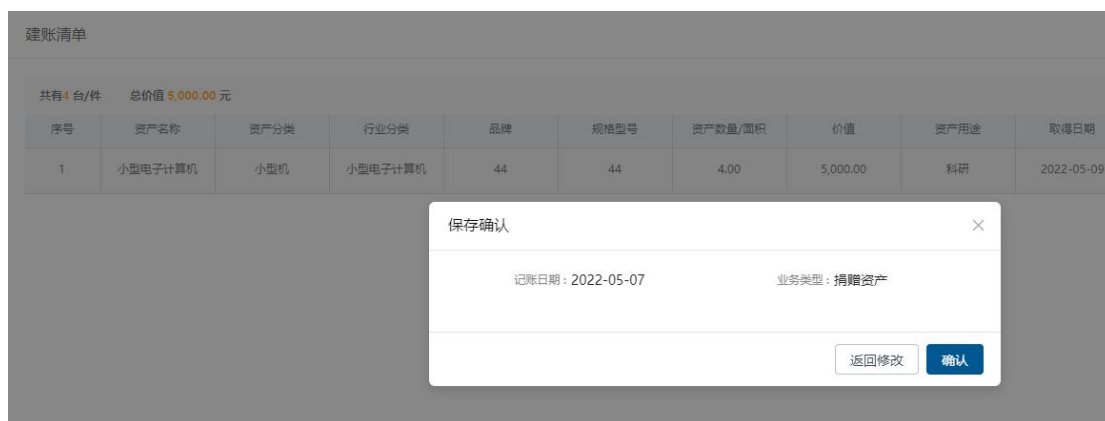 建账清单
共有4 台/件 总价值 5,000.00 元
序号 资产名称 资产分类 行业分类 品牌 规格型号 资产数量/面积 价值 资产用途 取得日期
1 小型电子计算机 小型机 小型电子计算机 44 44 4.00 5,000.00 科研 2022-05-09
保存确认
记账日期：2022-05-07 业务类型：捐赠资产
返回修改 确认